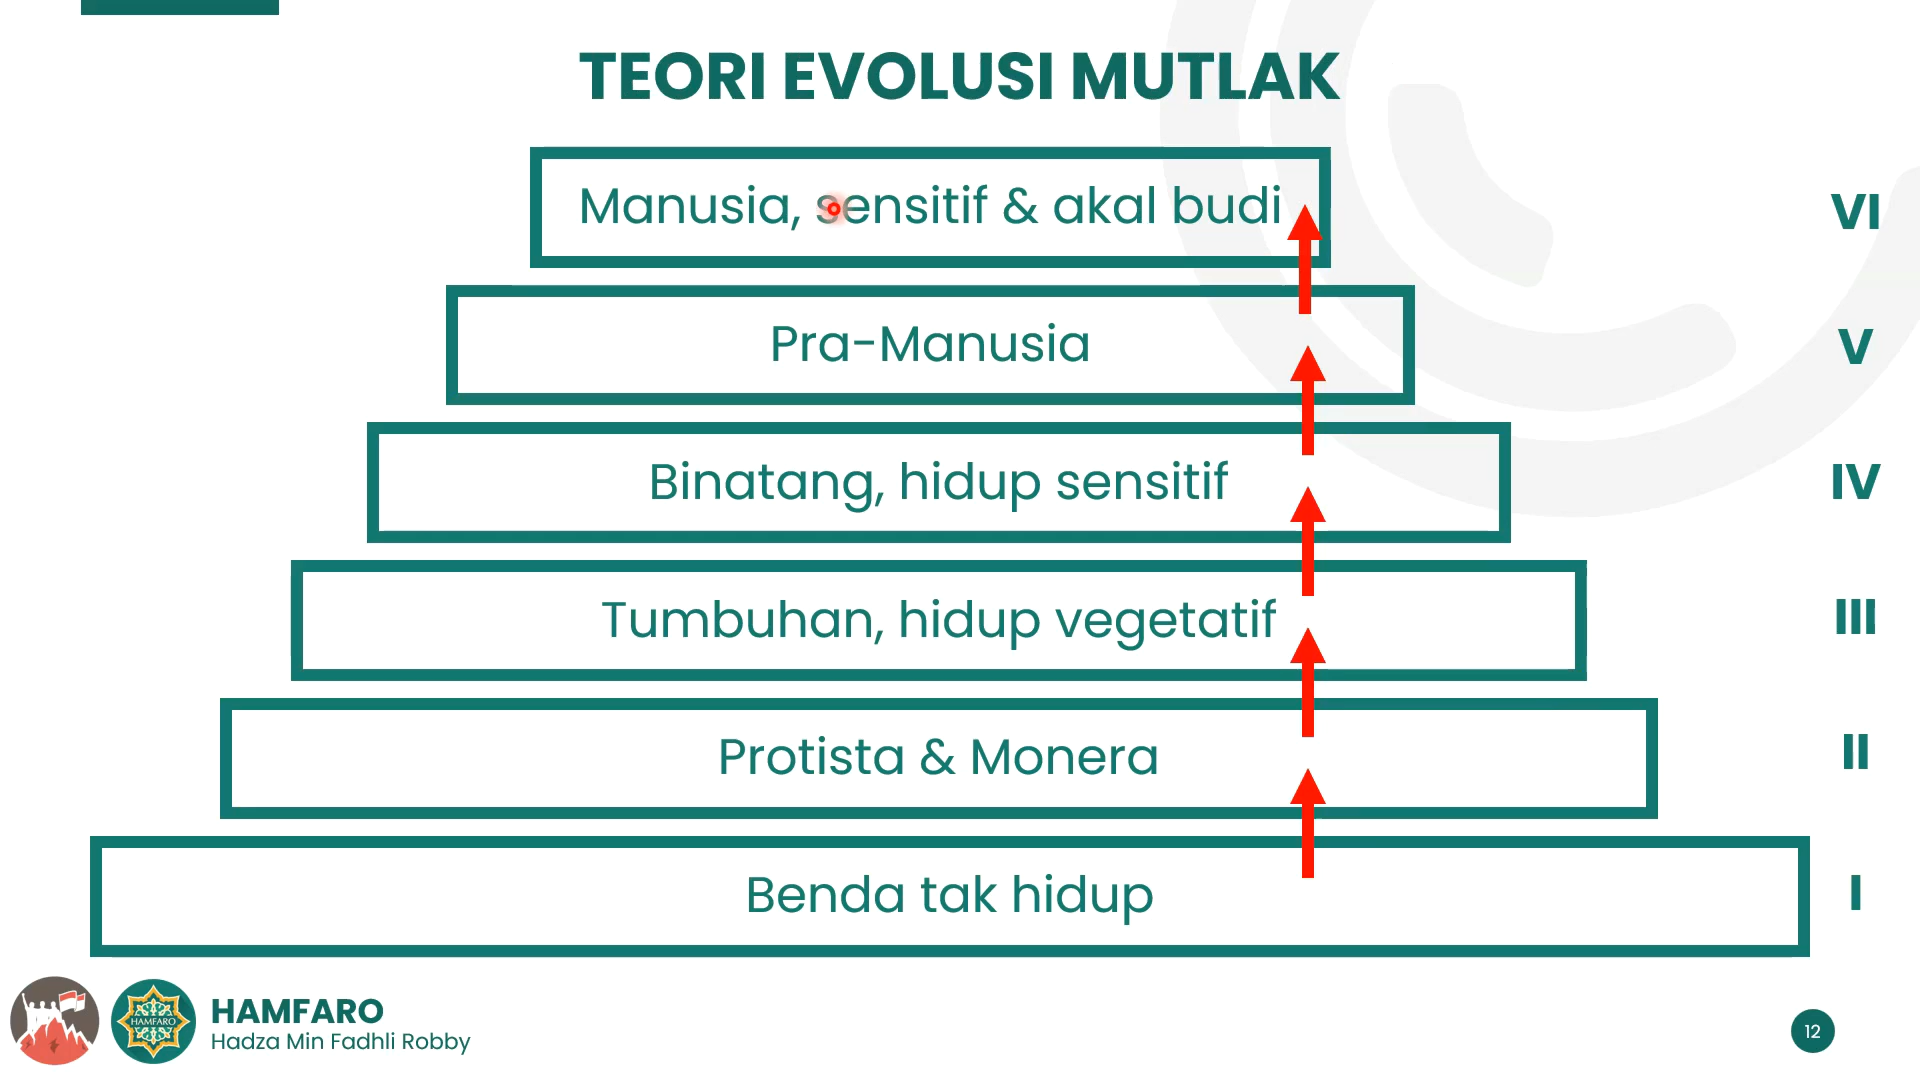 TEORI EVOLUSI MUTLAK
Manusia, sensitif & akal budi
VI
Pra-Manusia
V
Binatang, hidup sensitif
IV
Tumbuhan, hidup vegetatif
III
Protista & Monera
II
Benda tak hidup
I
HAMFARO
HAMFARO
Hadza Min Fadhli Robby
12